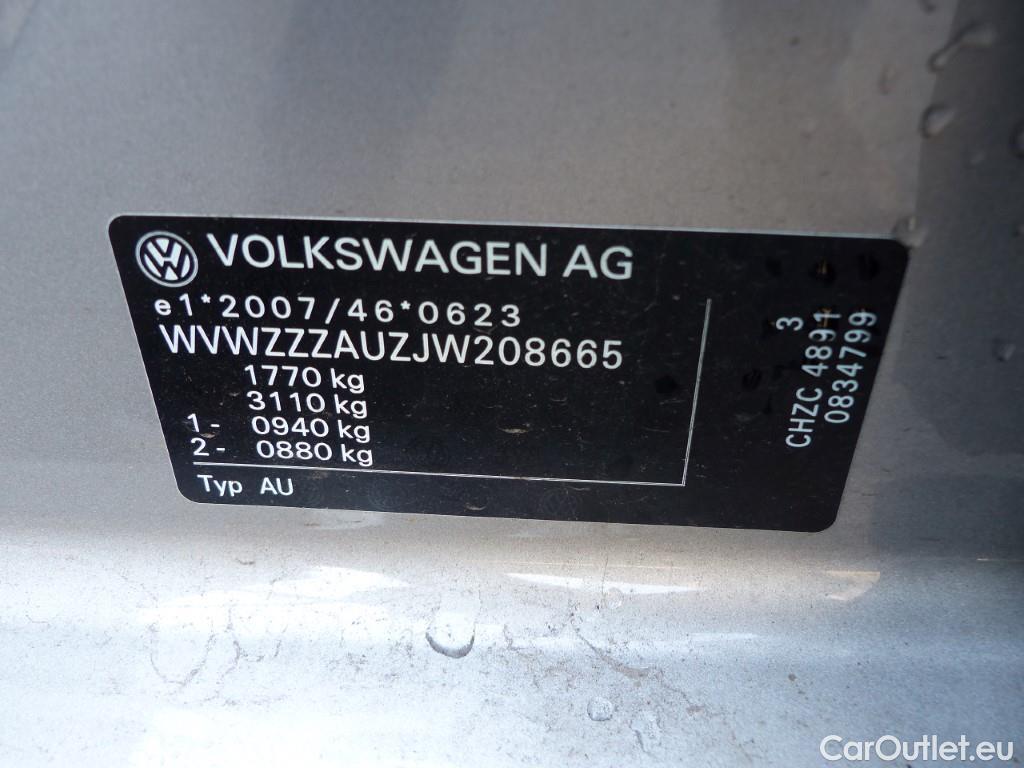 VOLKSWAGEN AG
e1*2007/46*0623
WVWZZZAUZJW208665
1770 kg
3110 kg
1- 0940 kg
2- 0880 kg
Typ AU
3
CHZC 4891
0834799
CarOutlet.eu